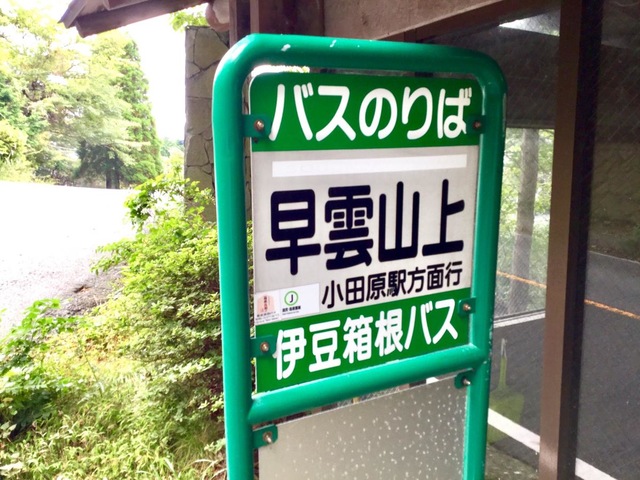 バスのりば
早雲山上
小田原駅方面行
J
伊豆箱根バス